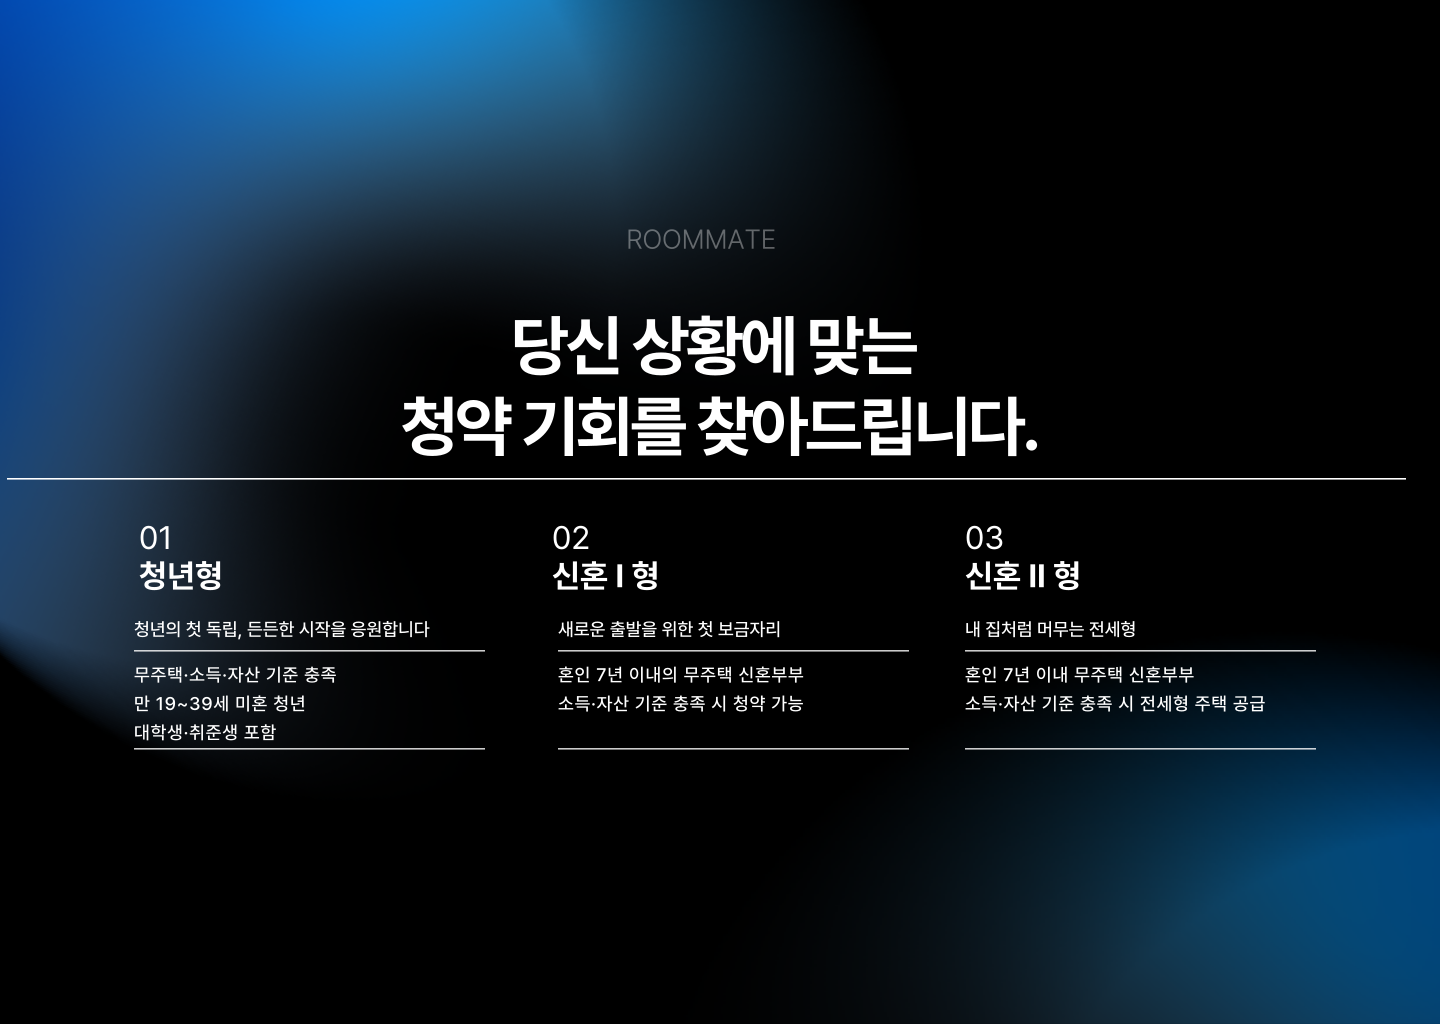 ROOMMATE
당신 상황에 맞는
청약 기회를 찾아드립니다.
01
청년형
청년의 첫 독립, 든든한 시작을 응원합니다
무주택·소득·자산 기준 충족
만 19~39세 미혼 청년
대학생·취준생 포함
02
신혼 I 형
새로운 출발을 위한 첫 보금자리
혼인 7년 이내의 무주택 신혼부부
소득·자산 기준 충족 시 청약 가능
03
신혼 II 형
내 집처럼 머무는 전세형
혼인 7년 이내 무주택 신혼부부
소득·자산 기준 충족 시 전세형 주택 공급